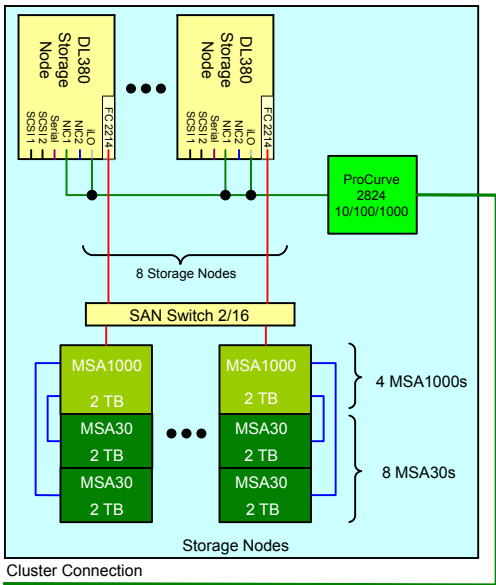 DL380
Storage
Node
SCSI 1
SCSI 2
Serial
NIC1
NIC2
iLO
FC 2214
DL380
Storage
Node
SCSI 1
SCSI 2
Serial
NIC1
NIC2
iLO
FC 2214
ProCurve
2824
10/100/1000
8 Storage Nodes
SAN Switch 2/16
MSA1000
2 TB
MSA30
2 TB
MSA30
2 TB
MSA1000
2 TB
MSA30
2 TB
MSA30
2 TB
4 MSA1000s
8 MSA30s
Storage Nodes
Cluster Connection